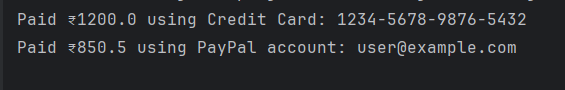 Paid ₹1200.0 using Credit Card: 1234-5678-9876-5432
Paid ₹850.5 using PayPal account: user@example.com